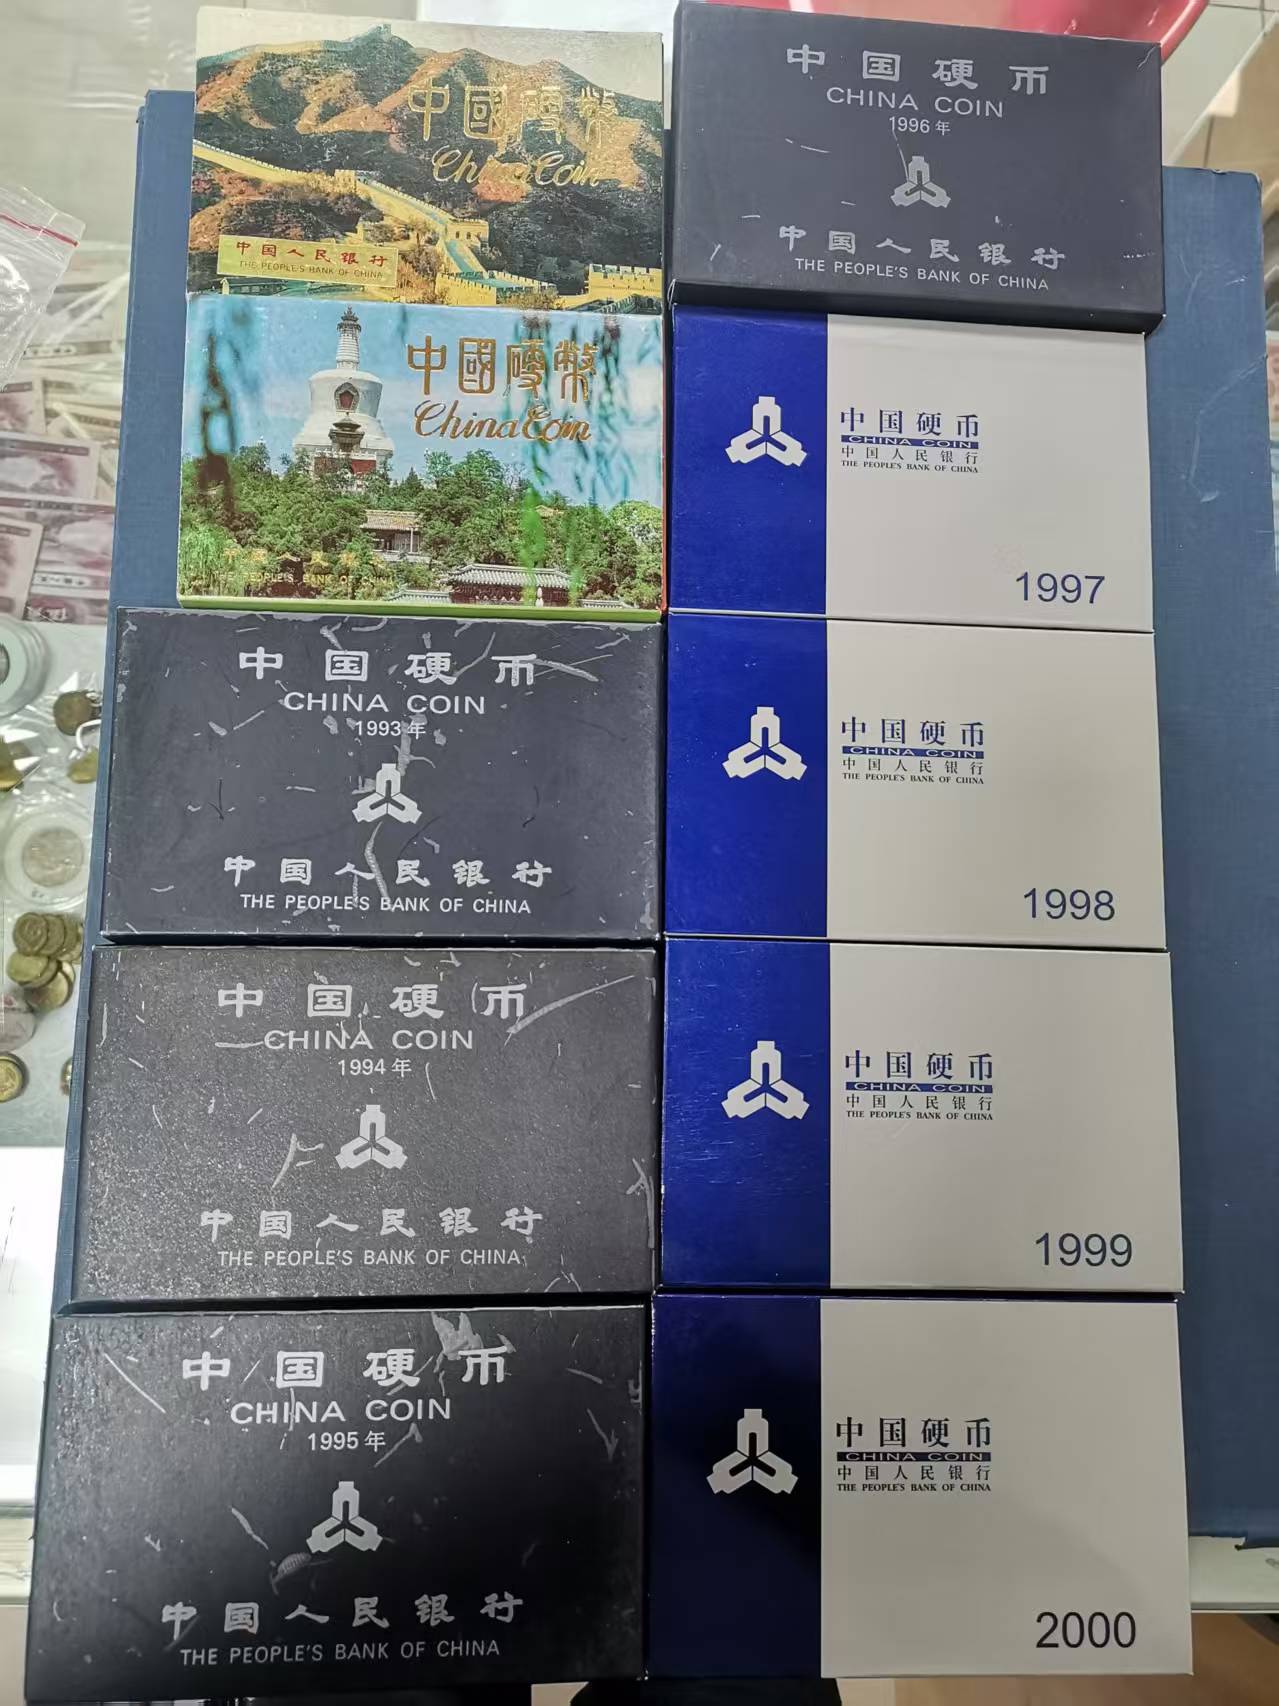 中國硬幣
China Coin
中国人民银行
THE PEOPLE'S BANK OF CHINA
中國硬幣
China Coin
中国人民银行
THE PEOPLE'S BANK OF CHINA
中国硬币
CHINA COIN
1993年
中国人民银行
THE PEOPLE'S BANK OF CHINA
中国硬币
CHINA COIN
1994年
中国人民银行
THE PEOPLE'S BANK OF CHINA
中国硬币
CHINA COIN
1995年
中国人民银行
THE PEOPLE'S BANK OF CHINA
中国硬币
CHINA COIN
1996年
中国人民银行
THE PEOPLE'S BANK OF CHINA
中国硬币
CHINA COIN
中国人民银行
THE PEOPLE'S BANK OF CHINA
1997
中国硬币
CHINA COIN
中国人民银行
THE PEOPLE'S BANK OF CHINA
1998
中国硬币
CHINA COIN
中国人民银行
THE PEOPLE'S BANK OF CHINA
1999
中国硬币
CHINA COIN
中国人民银行
THE PEOPLE'S BANK OF CHINA
2000